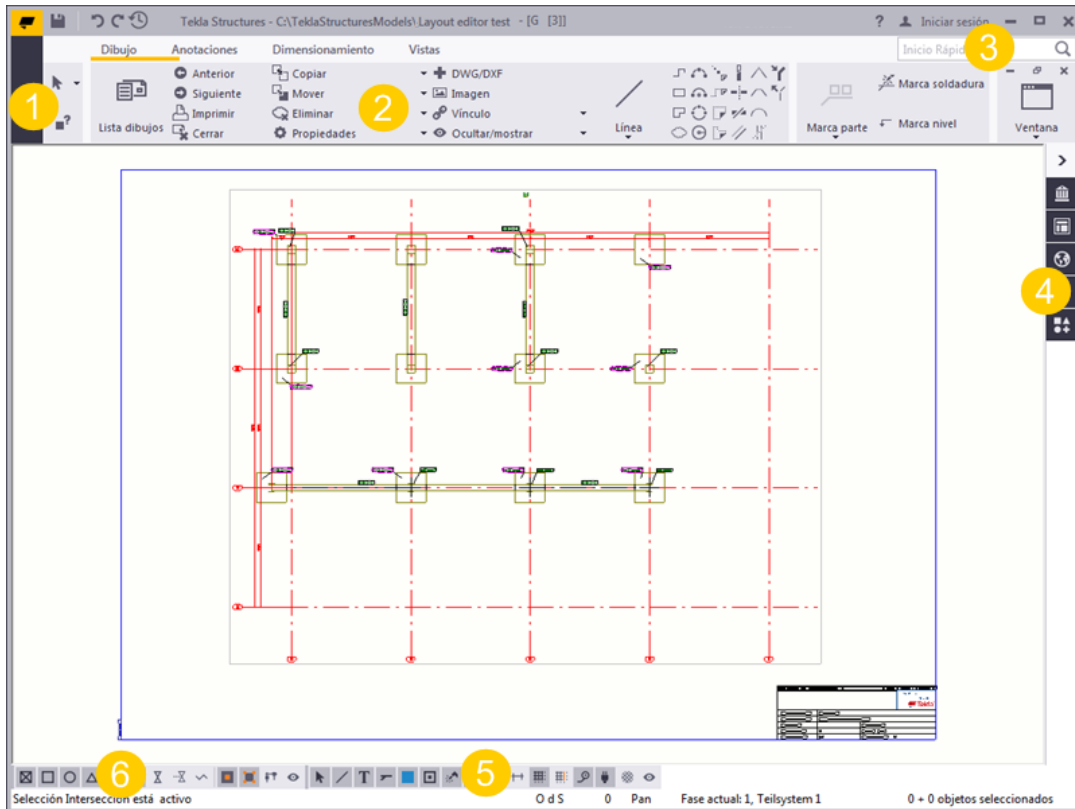 Tekla Structures - C:\TeklaStructuresModels\Layout editor test - [G [3]]
? Iniciar sesión
Dibujo Anotaciones Dimensionamiento Vistas
Inicio Rápid
3
1
Lista dibujos
Anterior
Siguiente
Imprimir
Cerrar
Copiar
Mover
Eliminar
Propiedades
2
DWG/DXF
Imagen
Vínculo
Ocultar/mostrar
Línea
Marca parte
Marca soldadura
Marca nivel
Ventana
4
Tekla
6
5
Selección Intersección está activo
O d S 0 Pan Fase actual: 1, Teilsystem 1 0 + 0 objetos seleccionados